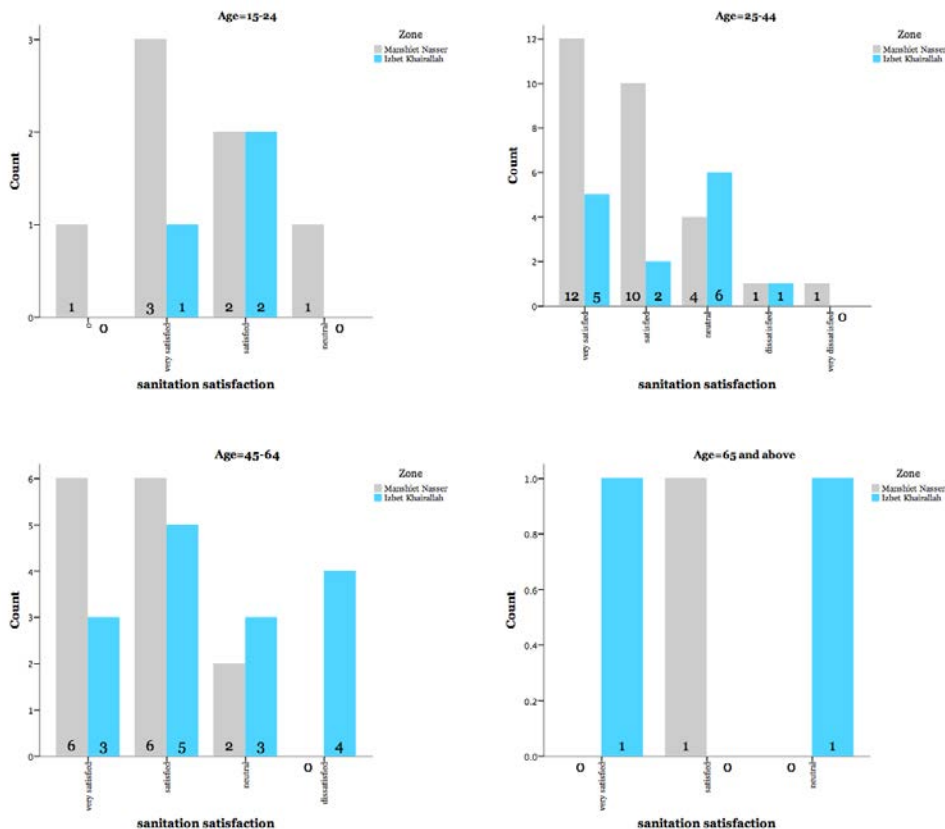 Age=15-24
Zone
Manshiet Nasser
Izbet Khairallah
Count
3
2
1
0
1
0
3
1
2
2
1
0
0
very satisfied
satisfied
neutral
sanitation satisfaction
Age=25-44
Zone
Manshiet Nasser
Izbet Khairallah
Count
12
10
8
6
4
2
0
12
5
10
2
4
6
1
1
1
0
very satisfied
satisfied
neutral
dissatisfied
very dissatisfied
sanitation satisfaction
Age=45-64
Zone
Manshiet Nasser
Izbet Khairallah
Count
6
5
4
3
2
1
0
6
3
6
5
2
3
0
4
very satisfied
satisfied
neutral
dissatisfied
sanitation satisfaction
Age=65 and above
Zone
Manshiet Nasser
Izbet Khairallah
Count
1.0
0.8
0.6
0.4
0.2
0.0
0
1
1
0
0
1
very satisfied
satisfied
neutral
sanitation satisfaction